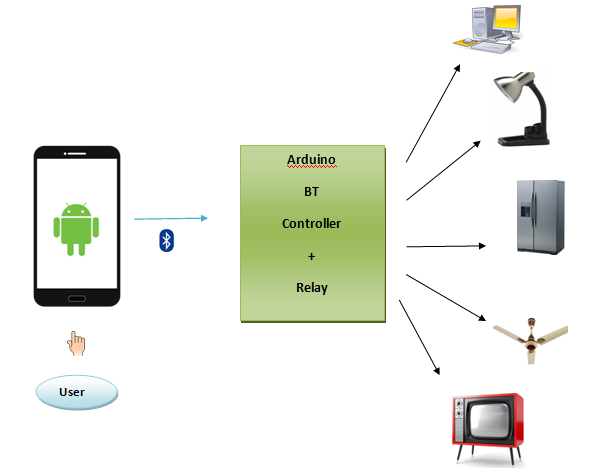 Arduino
BT
Controller
+
Relay
User